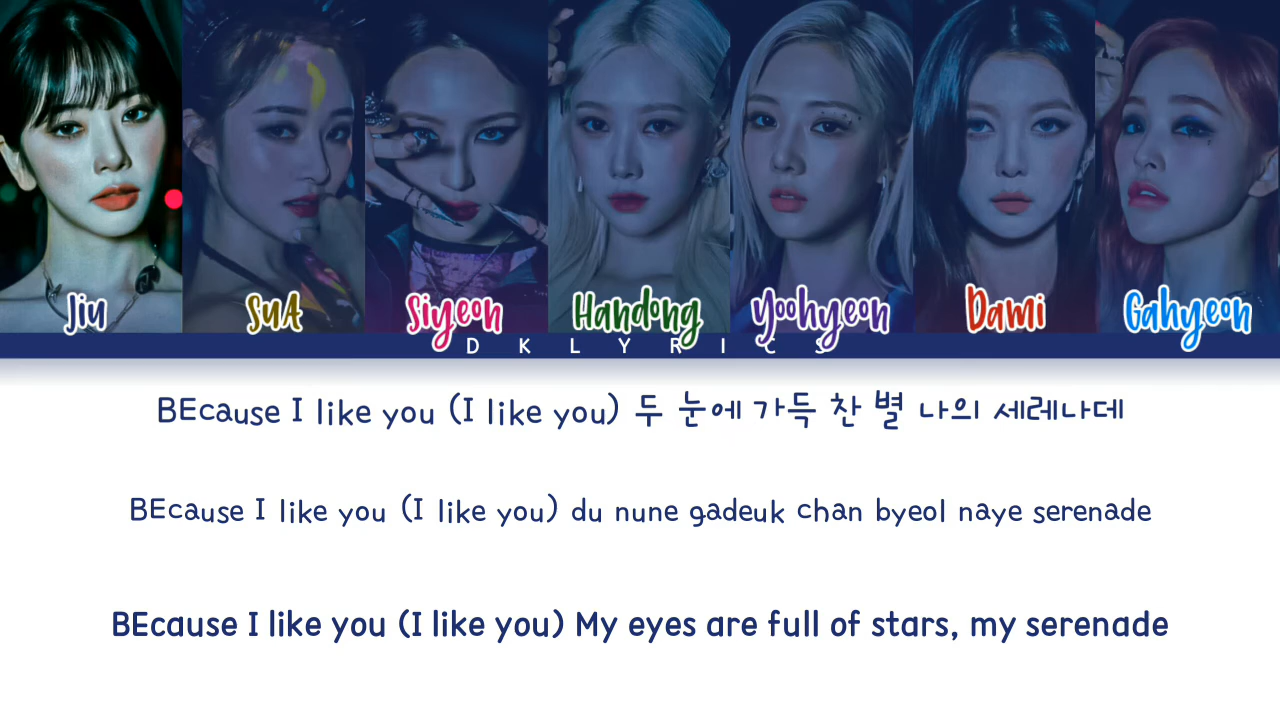 Jiu SuA Siyeon Handong Yoohyeon Dami Gahyeon
DKLYRICS
BEcause I like you (I like you) 두 눈에 가득 찬 별 나의 세레나데
BEcause I like you (I like you) du nune gadeuk chan byeol naye serenade
BEcause I like you (I like you) My eyes are full of stars, my serenade